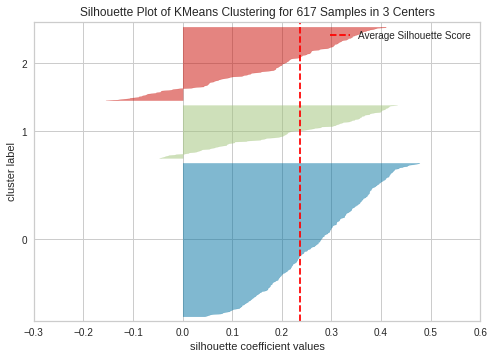 Silhouette Plot of KMeans Clustering for 617 Samples in 3 Centers
Average Silhouette Score
2
1
0
cluster label
−0.3 −0.2 −0.1 0.0 0.1 0.2 0.3 0.4 0.5 0.6
silhouette coefficient values